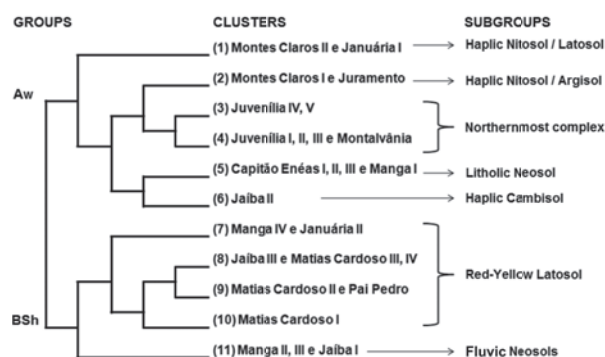 GROUPS CLUSTERS SUBGROUPS
(1) Montes Claros II e Januária I Haplic Nitosol / Latosol
Aw (2) Montes Claros I e Juramento Haplic Nitosol / Argisol
(3) Juvenília IV, V
Northernmost complex
(4) Juvenília I, II, III e Montalvânia
(5) Capitão Enéas I, II, III e Manga I Litholic Neosol
(6) Jaíba II Haplic Cambisol
(7) Manga IV e Januária II
(8) Jaíba III e Matias Cardoso III, IV
Red-Yellow Latosol
(9) Matias Cardoso II e Pai Pedro
BSh (10) Matias Cardoso I
(11) Manga II, III e Jaíba I Fluvic Neosols